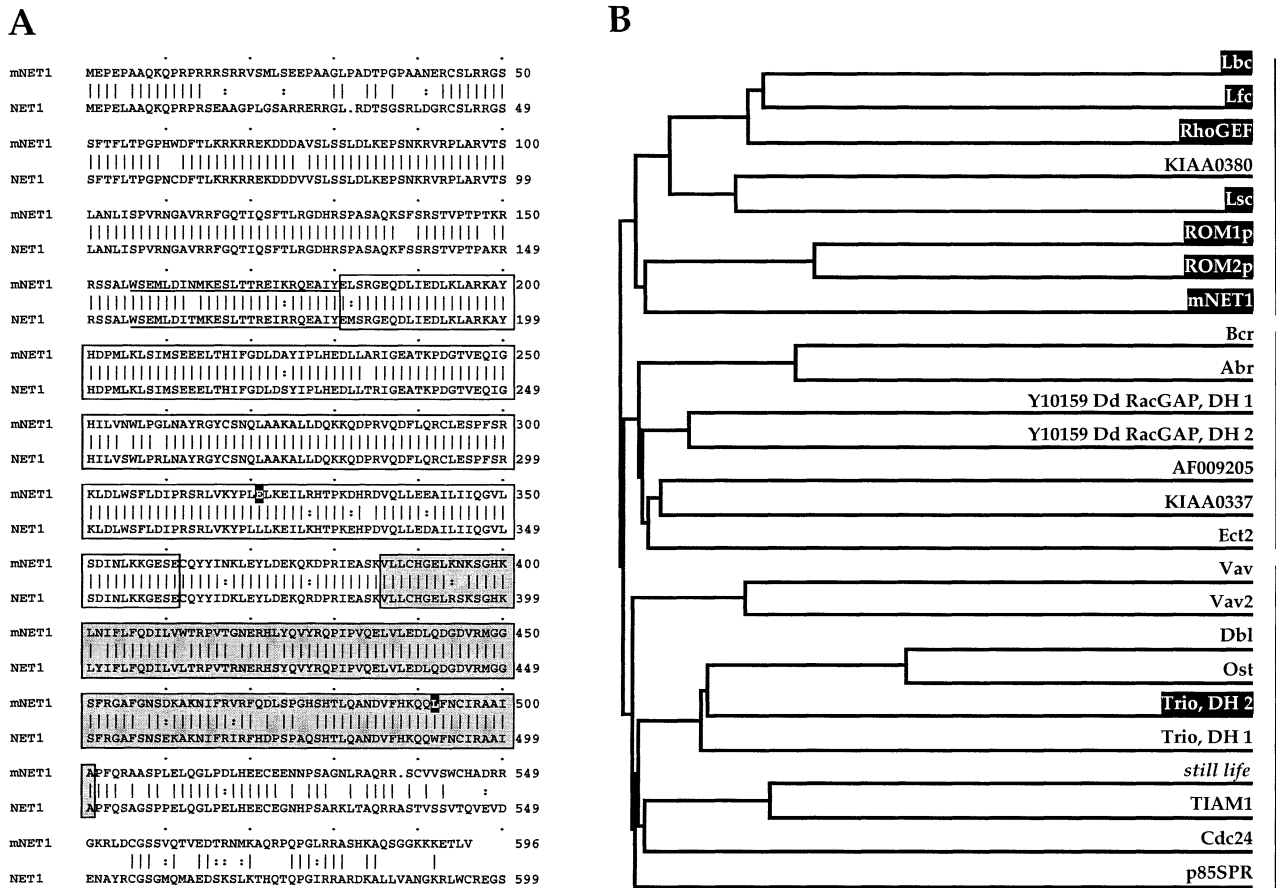 A
mNET1 MEPEPAAQKQPRPRRRSRRVSMLSEEPAAGLPADTPGPAANERCSLRRGS 50
NET1 MEPELAAQKQPRPRSEAAGPLGSARRERRGL.RDTSGSRLDGRCSLRRGS 49
mNET1 SFTFLTPGPHWDFTLKRKRREKDDDAVSLSSLDLKEPSNKRVRPLARVTS 100
NET1 SFTFLTPGPNCDFTLKRKRREKDDDVVSLSSLDLKEPSNKRVRPLARVTS 99
mNET1 LANLISPVRNGAVRRFGQTIQSFTLRGDHRSPASAQKSFSRSTVPTPTKR 150
NET1 LANLISPVRNGAVRRFGQTIQSFTLRGDHRSPASAQKFSSRSTVPTPAKR 149
mNET1 RSSALWSEMLDINMKESLTTREIKRQEAIYELSRGEQDLIEDLKLARKAY 200
NET1 RSSALWSEMLDITMKESLTTREIRRQEAIYEMSRGEQDLIEDLKLARKAY 199
mNET1 HDPMLKLSIMSEEELTHIFGDLDAYIPLHEDLLARIGEATKPDGTVEQIG 250
NET1 HDPMLKLSIMSEEELTHIFGDLDSYIPLHEDLLTRIGEATKPDGTVEQIG 249
mNET1 HILVNWLPGLNAYRGYCSNQLAAKALLDQKKQDPRVQDFLQRCLESPFSR 300
NET1 HILVSWLPRLNAYRGYCSNQLAAKALLDQKKQDPRVQDFLQRCLESPFSR 299
mNET1 KLDLWSFLDIPRSRLVKYPLELKEILRHTPKDHRDVQLLEEAILIIQGVL 350
NET1 KLDLWSFLDIPRSRLVKYPLLLKEILKHTPKEHPDVQLLEDAILIIQGVL 349
mNET1 SDINLKKGESECQYYINKLEYLDEKQKDPRIEASKVLLCHGELKNKSGHK 400
NET1 SDINLKKGESECQYYIDKLEYLDEKQRDPRIEASKVLLCHGELRSKSGHK 399
mNET1 LNIFLFQDILVWTRPVTGNERHLYQVYRQPIPVQELVLEDLQDGDVRMGG 450
NET1 LYIFLFQDILVLTRPVTRNERHSYQVYRQPIPVQELVLEDLQDGDVRMGG 449
mNET1 SFRGAFGNSDKAKNIFRVRFQDLSPGHSHTLQANDVFHKQQLFNCIRAAI 500
NET1 SFRGAFSNSEKAKNIFRIRFHDPSPAQSHTLQANDVFHKQQWFNCIRAAI 499
mNET1 APFQRAASPLELQGLPDLHEECEENNPSAGNLRAQRR.SCVVSWCHADRR 549
NET1 APFQSAGSPPELQGLPELHEECEGNHPSARKLTAQRRASTVSSVTQVEVD 549
mNET1 GKRLDCGSSVQTVEDTRNMKAQRPQPGLRRASHKAQSGGKKKETLV 596
NET1 ENAYRCGSGMQMAEDSKSLKTHQTQPGIRRARDKALLVANGKRLWCREGS 599
B
Lbc
Lfc
RhoGEF
KIAA0380
Lsc
ROM1p
ROM2p
mNET1
Bcr
Abr
Y10159 Dd RacGAP, DH 1
Y10159 Dd RacGAP, DH 2
AF009205
KIAA0337
Ect2
Vav
Vav2
Dbl
Ost
Trio, DH 2
Trio, DH 1
still life
TIAM1
Cdc24
p85SPR